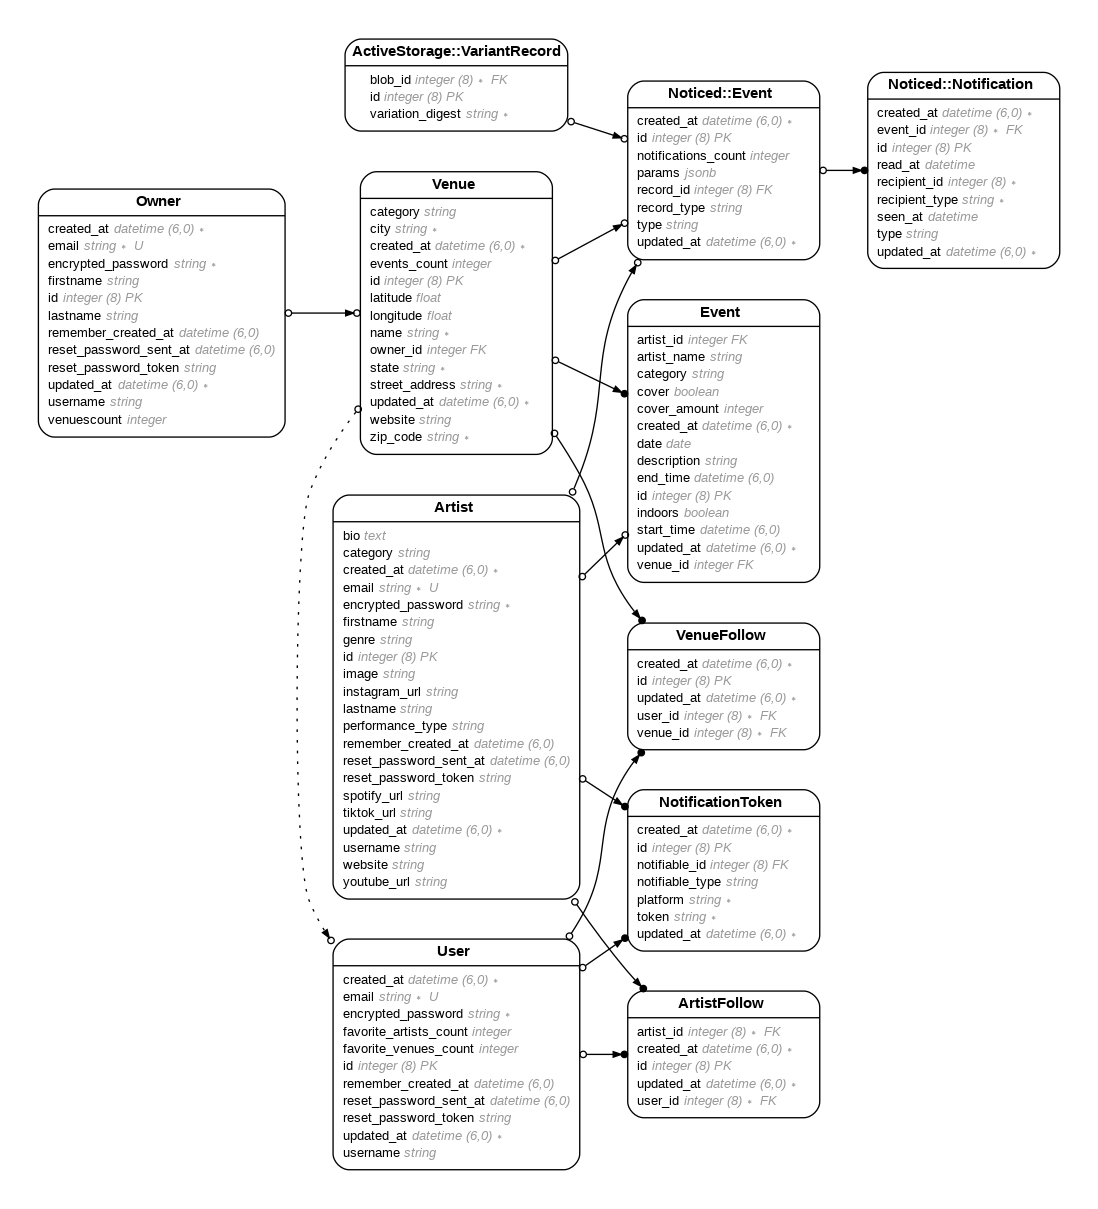 ActiveStorage::VariantRecord
blob_id integer (8) ∗ FK
id integer (8) PK
variation_digest string ∗
Noticed::Event
created_at datetime (6,0) ∗
id integer (8) PK
notifications_count integer
params jsonb
record_id integer (8) FK
record_type string
type string
updated_at datetime (6,0) ∗
Noticed::Notification
created_at datetime (6,0) ∗
event_id integer (8) ∗ FK
id integer (8) PK
read_at datetime
recipient_id integer (8) ∗
recipient_type string ∗
seen_at datetime
type string
updated_at datetime (6,0) ∗
Owner
created_at datetime (6,0) ∗
email string ∗ U
encrypted_password string ∗
firstname string
id integer (8) PK
lastname string
remember_created_at datetime (6,0)
reset_password_sent_at datetime (6,0)
reset_password_token string
updated_at datetime (6,0) ∗
username string
venuescount integer
Venue
category string
city string ∗
created_at datetime (6,0) ∗
events_count integer
id integer (8) PK
latitude float
longitude float
name string ∗
owner_id integer FK
state string ∗
street_address string ∗
updated_at datetime (6,0) ∗
website string
zip_code string ∗
Event
artist_id integer FK
artist_name string
category string
cover boolean
cover_amount integer
created_at datetime (6,0) ∗
date date
description string
end_time datetime (6,0)
id integer (8) PK
indoors boolean
start_time datetime (6,0)
updated_at datetime (6,0) ∗
venue_id integer FK
Artist
bio text
category string
created_at datetime (6,0) ∗
email string ∗ U
encrypted_password string ∗
firstname string
genre string
id integer (8) PK
image string
instagram_url string
lastname string
performance_type string
remember_created_at datetime (6,0)
reset_password_sent_at datetime (6,0)
reset_password_token string
spotify_url string
tiktok_url string
updated_at datetime (6,0) ∗
username string
website string
youtube_url string
VenueFollow
created_at datetime (6,0) ∗
id integer (8) PK
updated_at datetime (6,0) ∗
user_id integer (8) ∗ FK
venue_id integer (8) ∗ FK
NotificationToken
created_at datetime (6,0) ∗
id integer (8) PK
notifiable_id integer (8) FK
notifiable_type string
platform string ∗
token string ∗
updated_at datetime (6,0) ∗
User
created_at datetime (6,0) ∗
email string ∗ U
encrypted_password string ∗
favorite_artists_count integer
favorite_venues_count integer
id integer (8) PK
remember_created_at datetime (6,0)
reset_password_sent_at datetime (6,0)
reset_password_token string
updated_at datetime (6,0) ∗
username string
ArtistFollow
artist_id integer (8) ∗ FK
created_at datetime (6,0) ∗
id integer (8) PK
updated_at datetime (6,0) ∗
user_id integer (8) ∗ FK